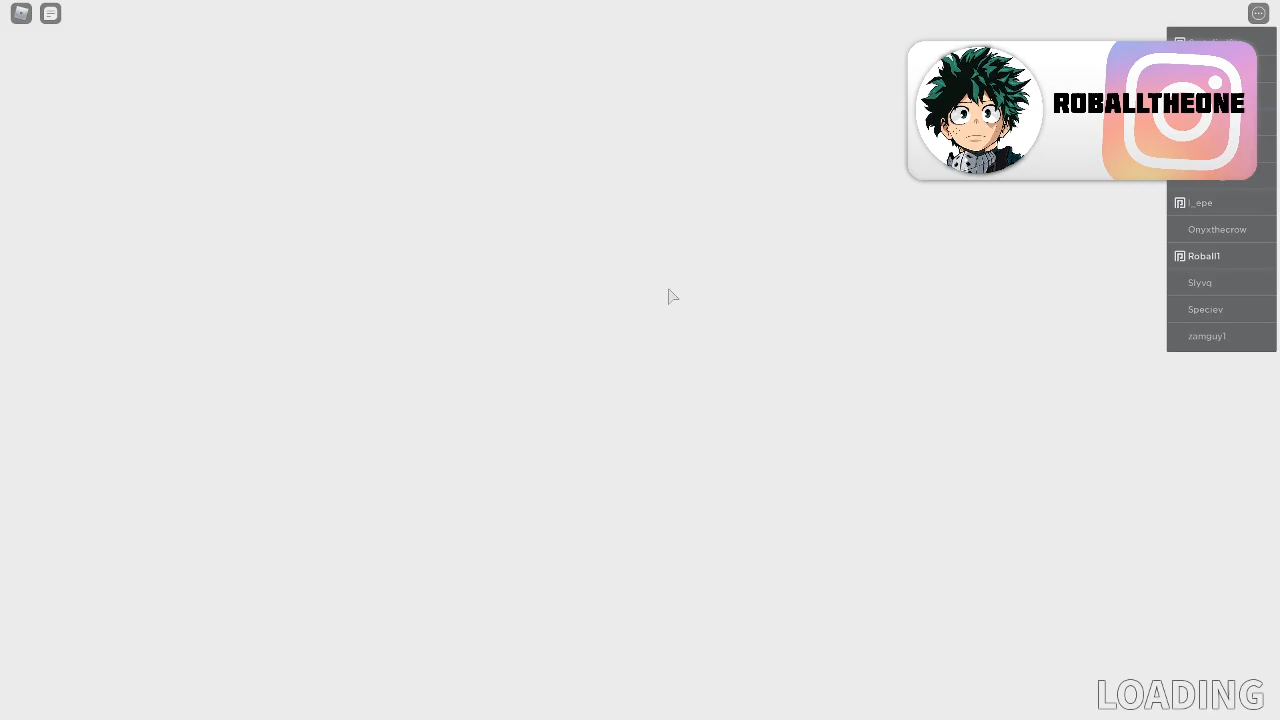 ROBALLTHEONE
l_epe
Onyxthecrow
Roball1
Slyvq
Speciev
zamguy1
LOADING